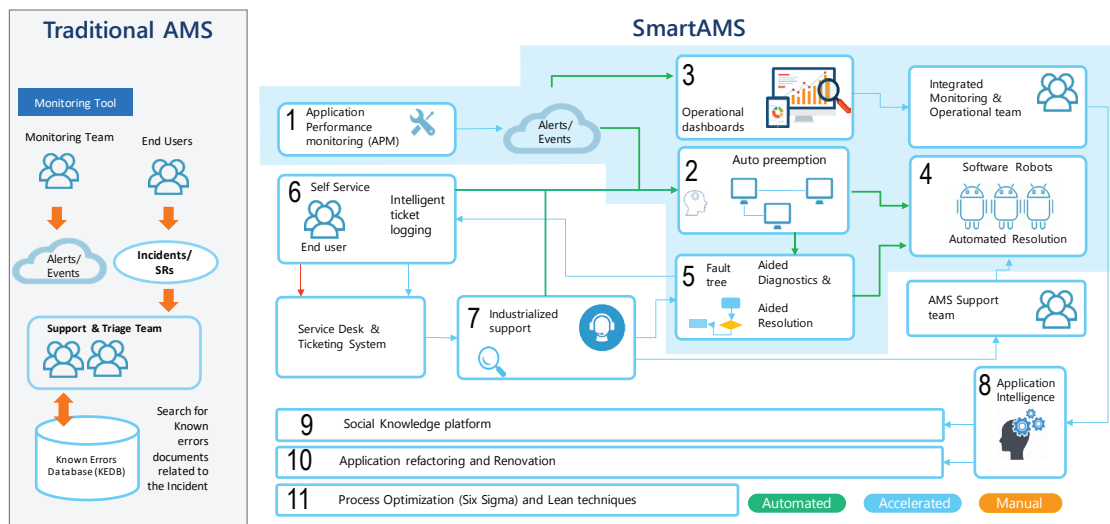 Traditional AMS
Monitoring Tool
Monitoring Team
End Users
Alerts/
Events
Incidents/
SRs
Support & Triage Team
Known Errors
Database (KEDB)
Search for
Known
errors
documents
related to
the Incident
SmartAMS
1
Application
Performance
monitoring (APM)
Alerts/
Events
3
Operational
dashboards
Integrated
Monitoring &
Operational team
2
Auto preemption
4
Software Robots
Automated Resolution
6
Self Service
End user
Intelligent
ticket
logging
5
Fault
tree
Aided
Diagnostics &
Aided
Resolution
AMS Support
team
Service Desk &
Ticketing System
7
Industrialized
support
8
Application
Intelligence
9
Social Knowledge platform
10
Application refactoring and Renovation
11
Process Optimization (Six Sigma) and Lean techniques
Automated
Accelerated
Manual